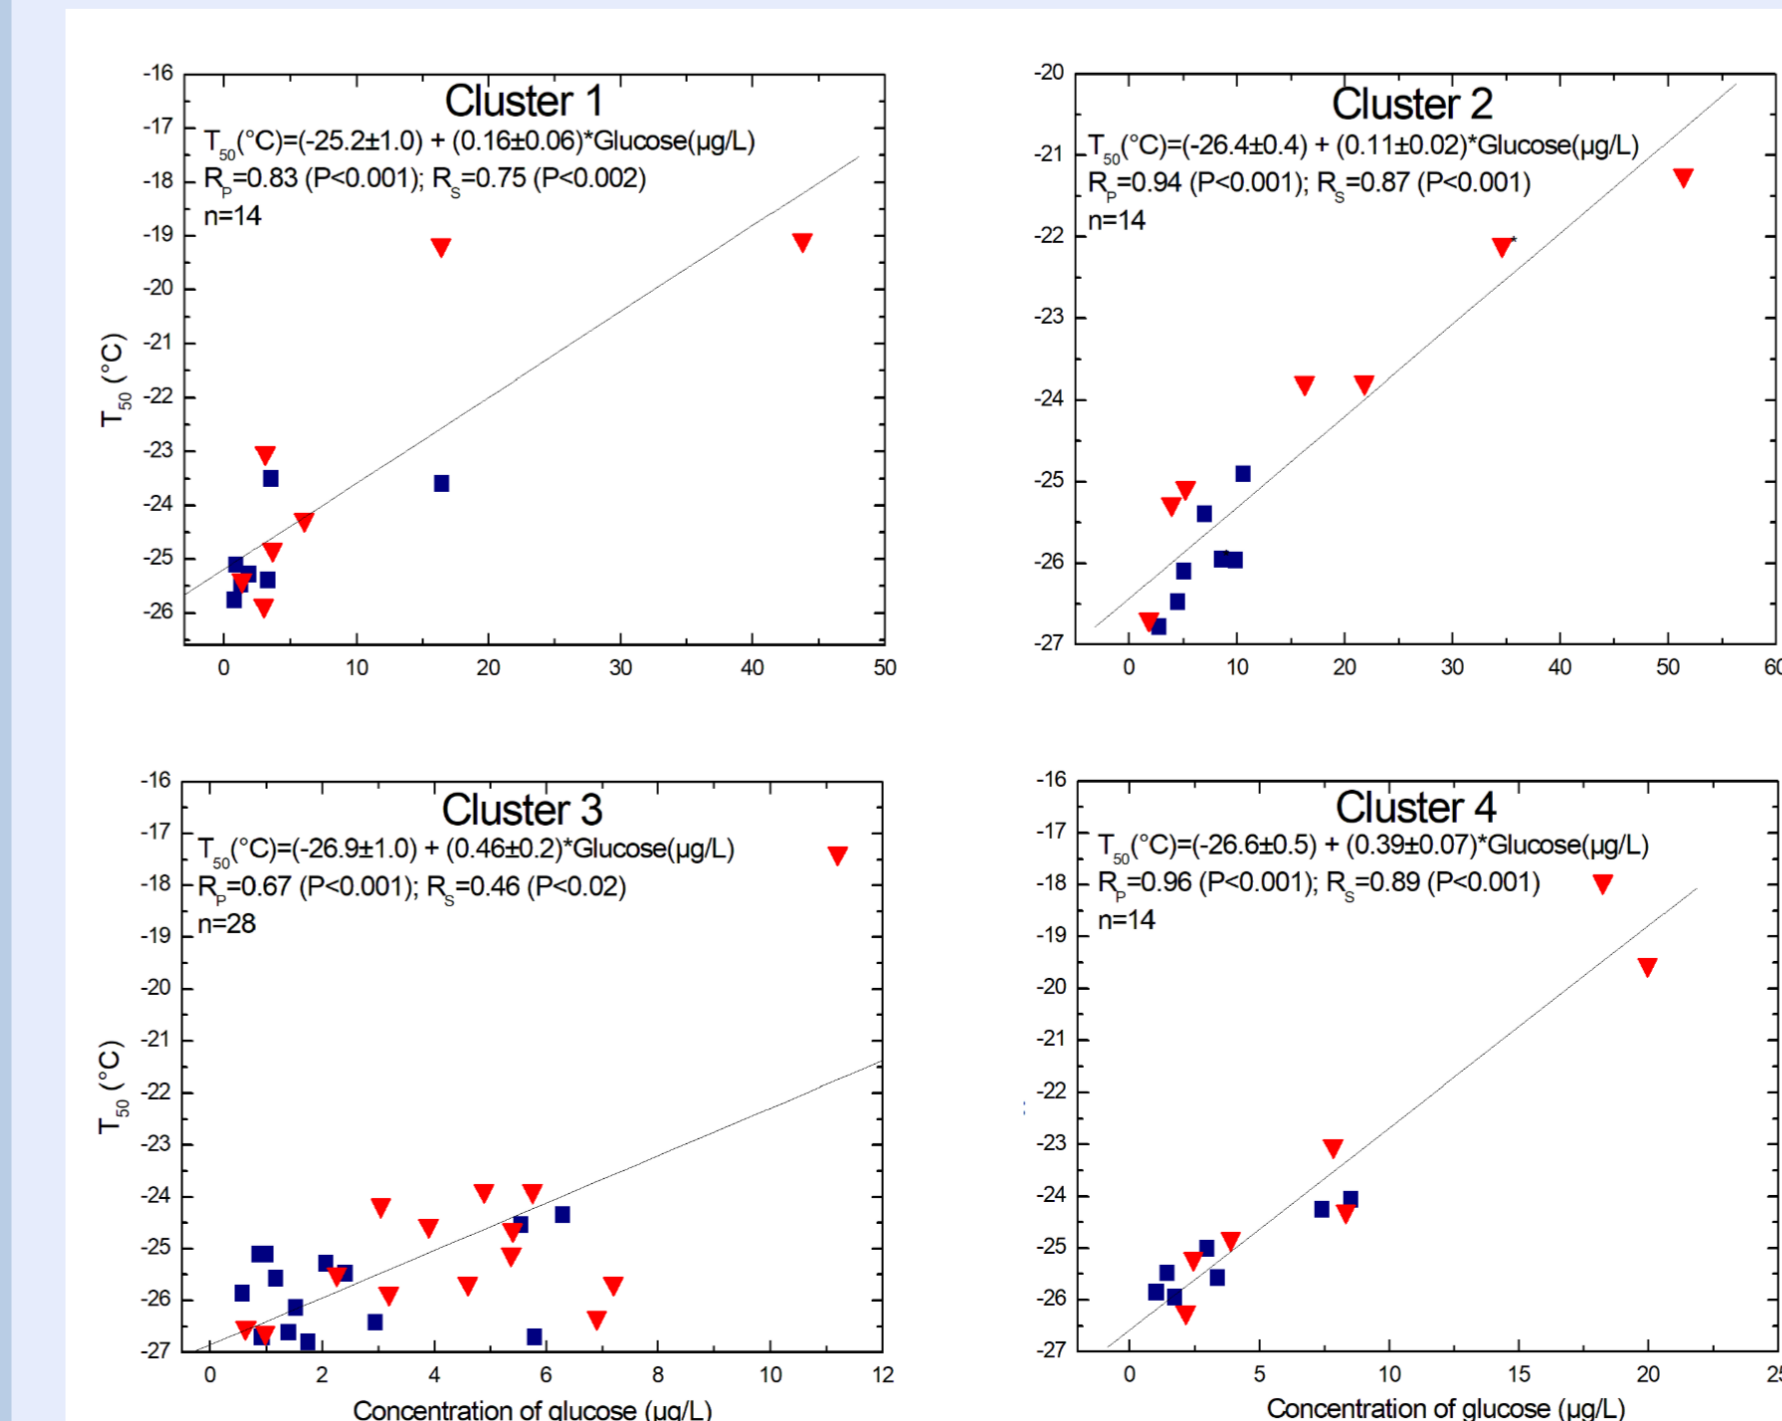 Cluster 1
T50(°C)=(-25.2±1.0) + (0.16±0.06)*Glucose(µg/L)
RP=0.83 (P<0.001); RS=0.75 (P<0.002)
n=14
-16
-17
-18
-19
-20
-21
-22
-23
-24
-25
-26
T50 (°C)
0 10 20 30 40 50
Cluster 2
T50(°C)=(-26.4±0.4) + (0.11±0.02)*Glucose(µg/L)
RP=0.94 (P<0.001); RS=0.87 (P<0.001)
n=14
-20
-21
-22
-23
-24
-25
-26
-27
*
*
0 10 20 30 40 50 60
Cluster 3
T50(°C)=(-26.9±1.0) + (0.46±0.2)*Glucose(µg/L)
RP=0.67 (P<0.001); RS=0.46 (P<0.02)
n=28
-16
-17
-18
-19
-20
-21
-22
-23
-24
-25
-26
-27
T50 (°C)
0 2 4 6 8 10 12
Concentration of glucose (µg/L)
Cluster 4
T50(°C)=(-26.6±0.5) + (0.39±0.07)*Glucose(µg/L)
RP=0.96 (P<0.001); RS=0.89 (P<0.001)
n=14
-16
-17
-18
-19
-20
-21
-22
-23
-24
-25
-26
-27
0 5 10 15 20 25
Concentration of glucose (µg/L)